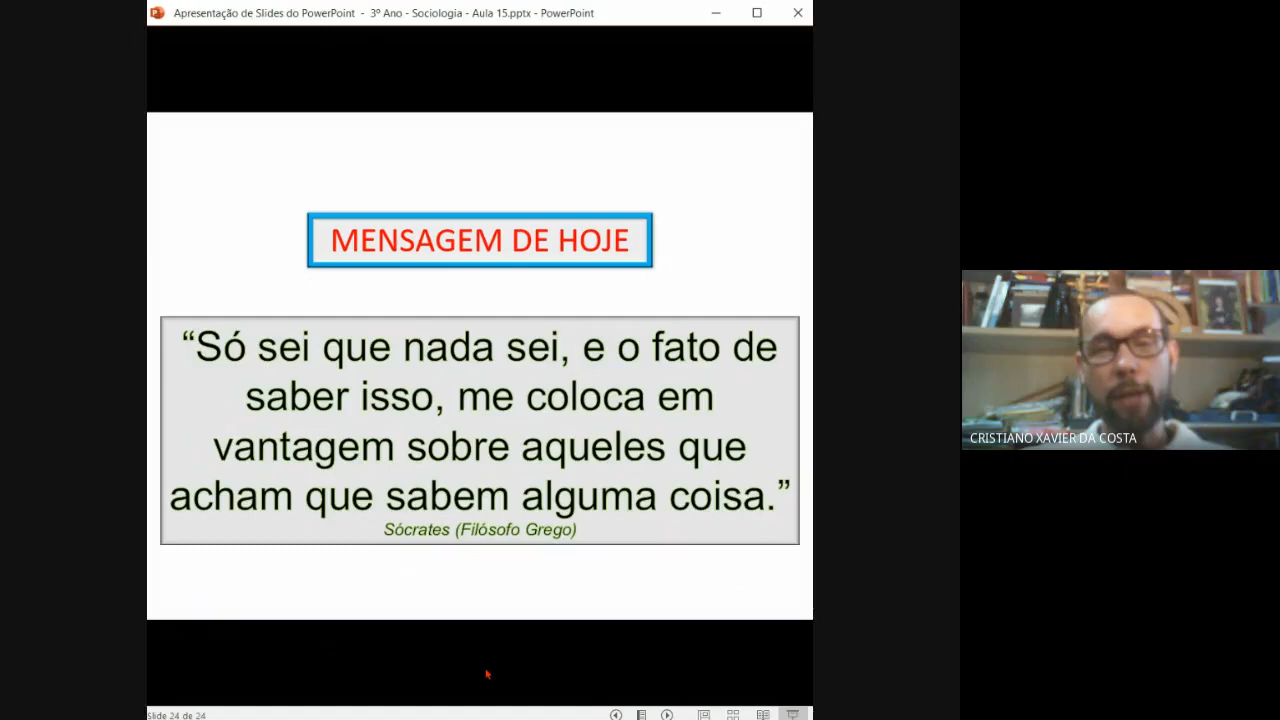 Apresentação de Slides do PowerPoint - 3º Ano - Sociologia - Aula 15.pptx - PowerPoint
MENSAGEM DE HOJE
“Só sei que nada sei, e o fato de
saber isso, me coloca em
vantagem sobre aqueles que
acham que sabem alguma coisa.”
Sócrates (Filósofo Grego)
CRISTIANO XAVIER DA COSTA
Slide 24 de 24